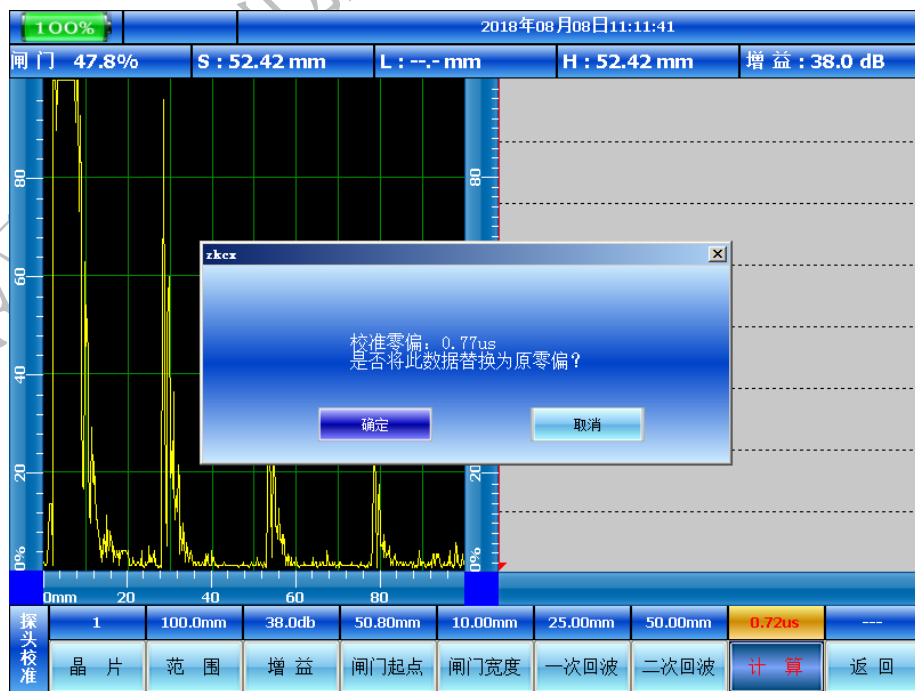 100%
2018年08月08日11:11:41
闸门 47.8%
S : 52.42 mm
L : --.- mm
H : 52.42 mm
增 益 : 38.0 dB
80
60
40
20
0%
80
20
0%
0mm 20 40 60 80
zkcx
校准零偏: 0.77us
是否将此数据替换为原零偏?
确定
取消
探头校准
1
100.0mm
38.0db
50.80mm
10.00mm
25.00mm
50.00mm
0.72us
---
晶 片
范 围
增 益
闸门起点
闸门宽度
一次回波
二次回波
计 算
返 回